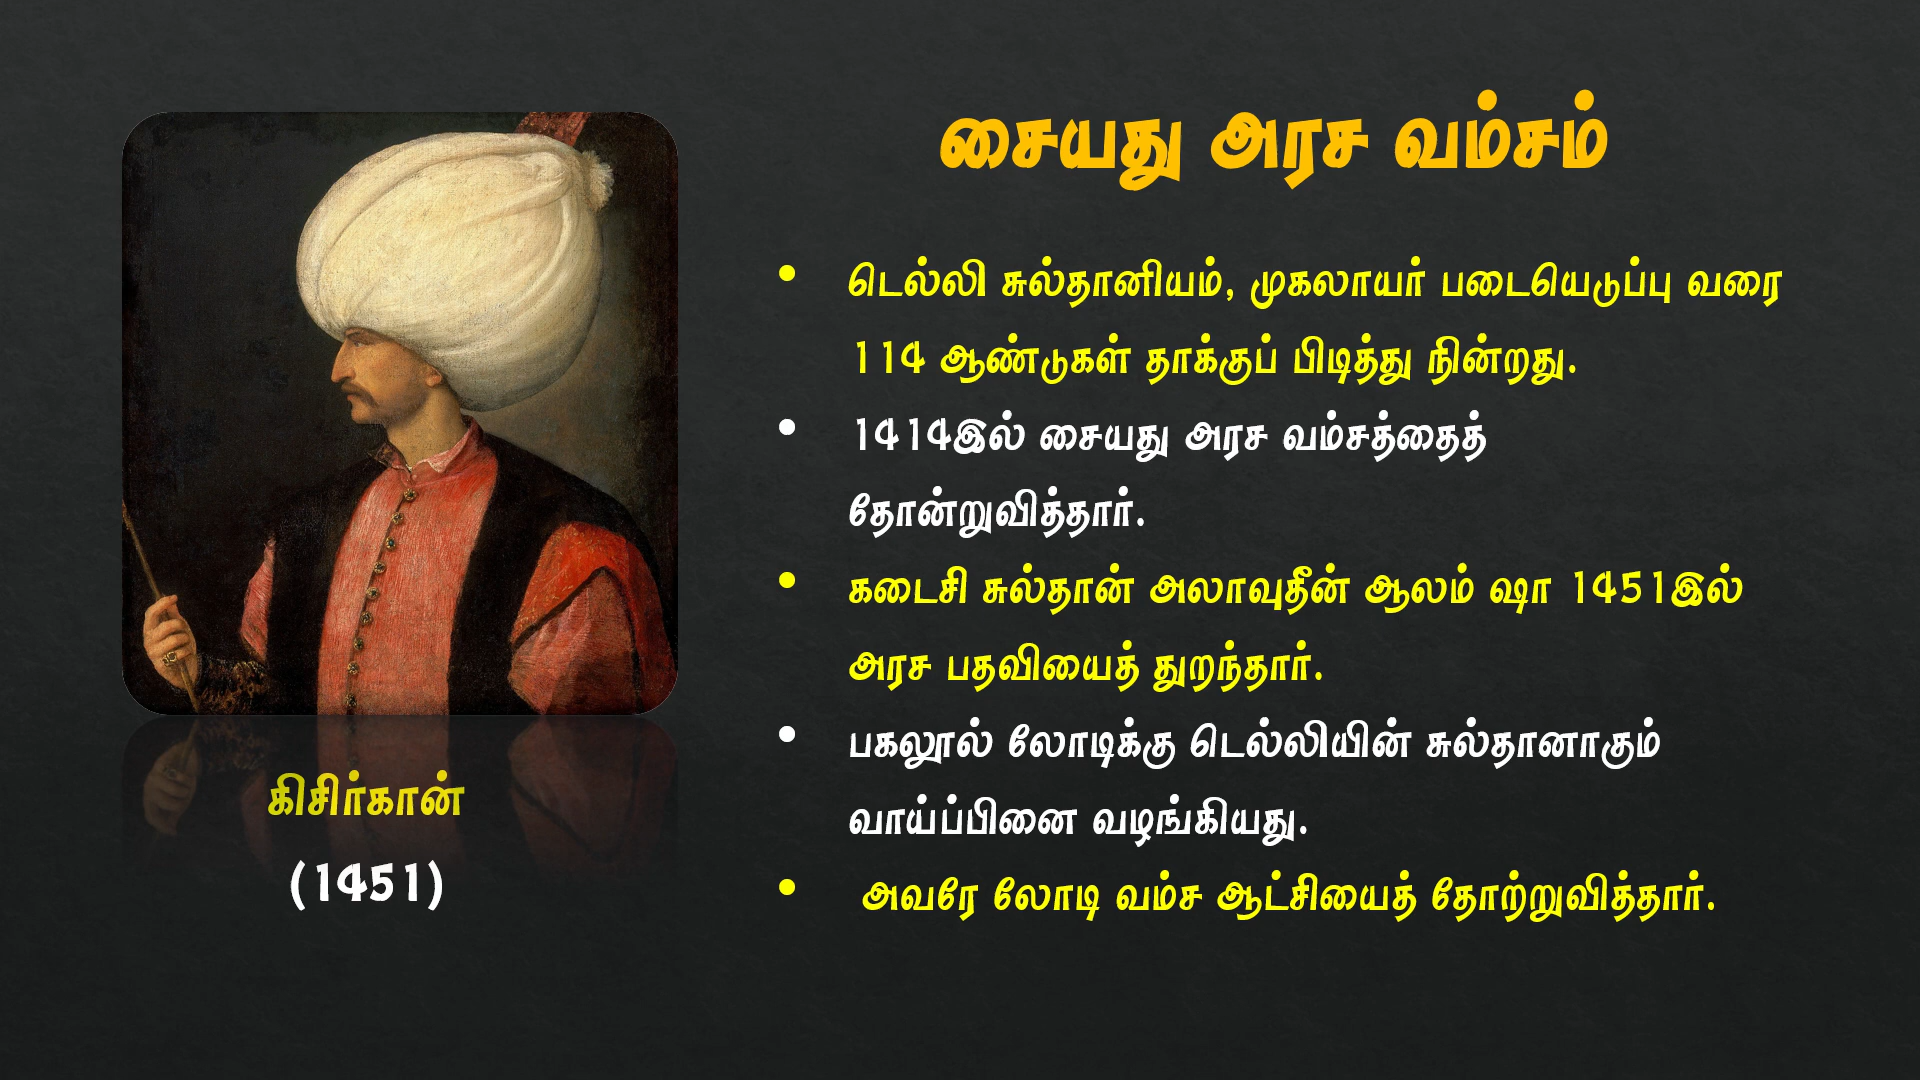 சையது அரச வம்சம்
• டெல்லி சுல்தானியம், முகலாயர் படையெடுப்பு வரை
114 ஆண்டுகள் தாக்குப் பிடித்து நின்றது.
• 1414இல் சையது அரச வம்சத்தைத்
தோன்றுவித்தார்.
• கடைசி சுல்தான் அலாவுதீன் ஆலம் ஷா 1451இல்
அரச பதவியைத் துறந்தார்.
• பகலூல் லோடிக்கு டெல்லியின் சுல்தானாகும்
வாய்ப்பினை வழங்கியது.
• அவரே லோடி வம்ச ஆட்சியைத் தோற்றுவித்தார்.
கிசிர்கான்
(1451)